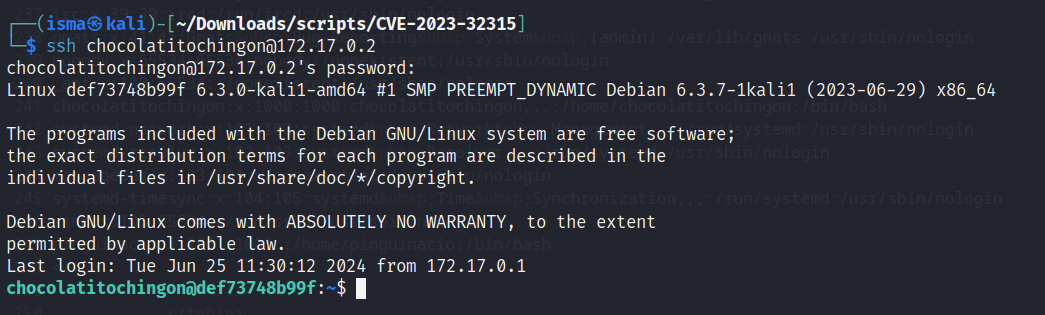 ┌──(isma㉿kali)-[~/Downloads/scripts/CVE-2023-32315]
└─$ ssh chocolatitochingon@172.17.0.2
chocolatitochingon@172.17.0.2's password:
Linux def73748b99f 6.3.0-kali1-amd64 #1 SMP PREEMPT_DYNAMIC Debian 6.3.7-1kali1 (2023-06-29) x86_64
The programs included with the Debian GNU/Linux system are free software;
the exact distribution terms for each program are described in the
individual files in /usr/share/doc/*/copyright.
Debian GNU/Linux comes with ABSOLUTELY NO WARRANTY, to the extent
permitted by applicable law.
Last login: Tue Jun 25 11:30:12 2024 from 172.17.0.1
chocolatitochingon@def73748b99f:~$